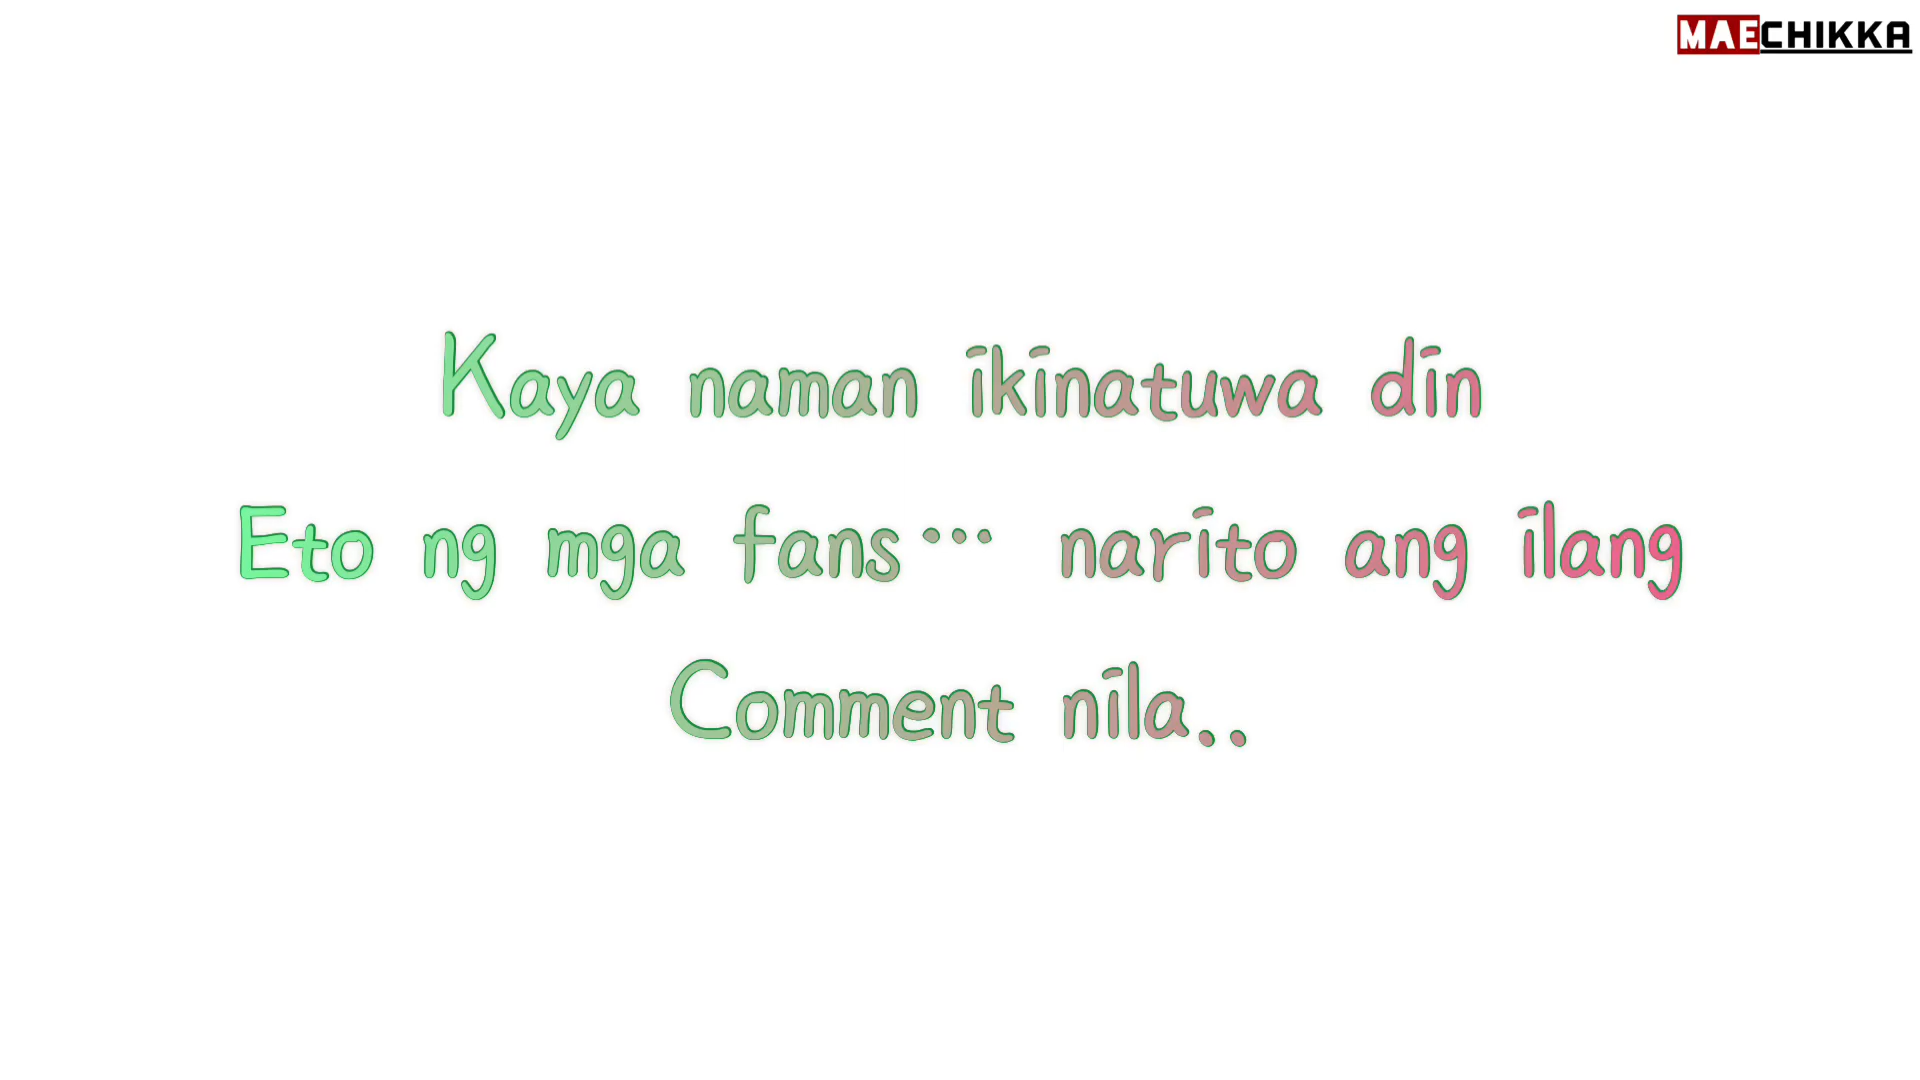 MAECHIKKA
Kaya naman ikinatuwa din
Eto ng mga fans... narito ang ilang
Comment nila..